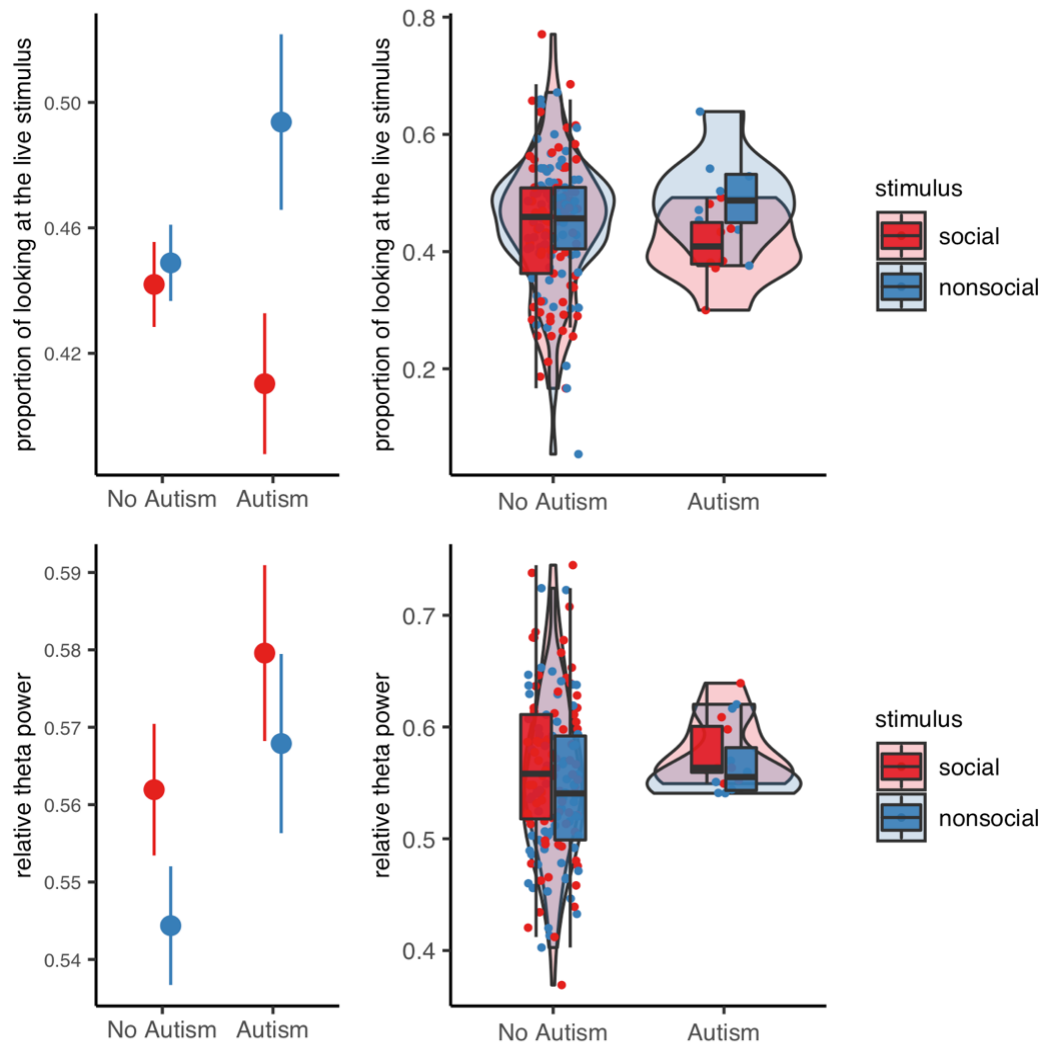 proportion of looking at the live stimulus
0.50
0.46
0.42
No Autism Autism
proportion of looking at the live stimulus
0.8
0.6
0.4
0.2
No Autism Autism
stimulus
social
nonsocial
relative theta power
0.59
0.58
0.57
0.56
0.55
0.54
No Autism Autism
relative theta power
0.7
0.6
0.5
0.4
No Autism Autism
stimulus
social
nonsocial